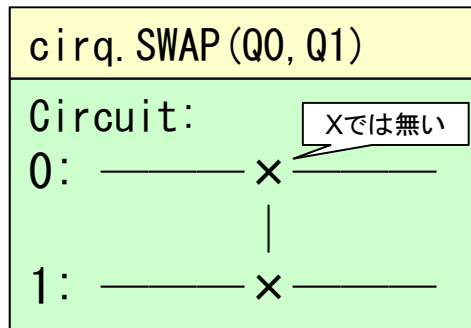 cirq.SWAP(Q0,Q1)
Circuit:
Xでは無い
0: ―――×―――
|
1: ―――×―――